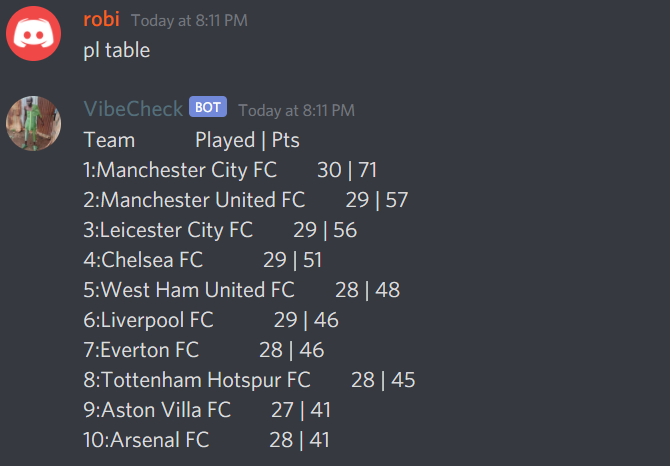 robi Today at 8:11 PM
pl table
VibeCheck BOT Today at 8:11 PM
Team Played | Pts
1:Manchester City FC 30 | 71
2:Manchester United FC 29 | 57
3:Leicester City FC 29 | 56
4:Chelsea FC 29 | 51
5:West Ham United FC 28 | 48
6:Liverpool FC 29 | 46
7:Everton FC 28 | 46
8:Tottenham Hotspur FC 28 | 45
9:Aston Villa FC 27 | 41
10:Arsenal FC 28 | 41